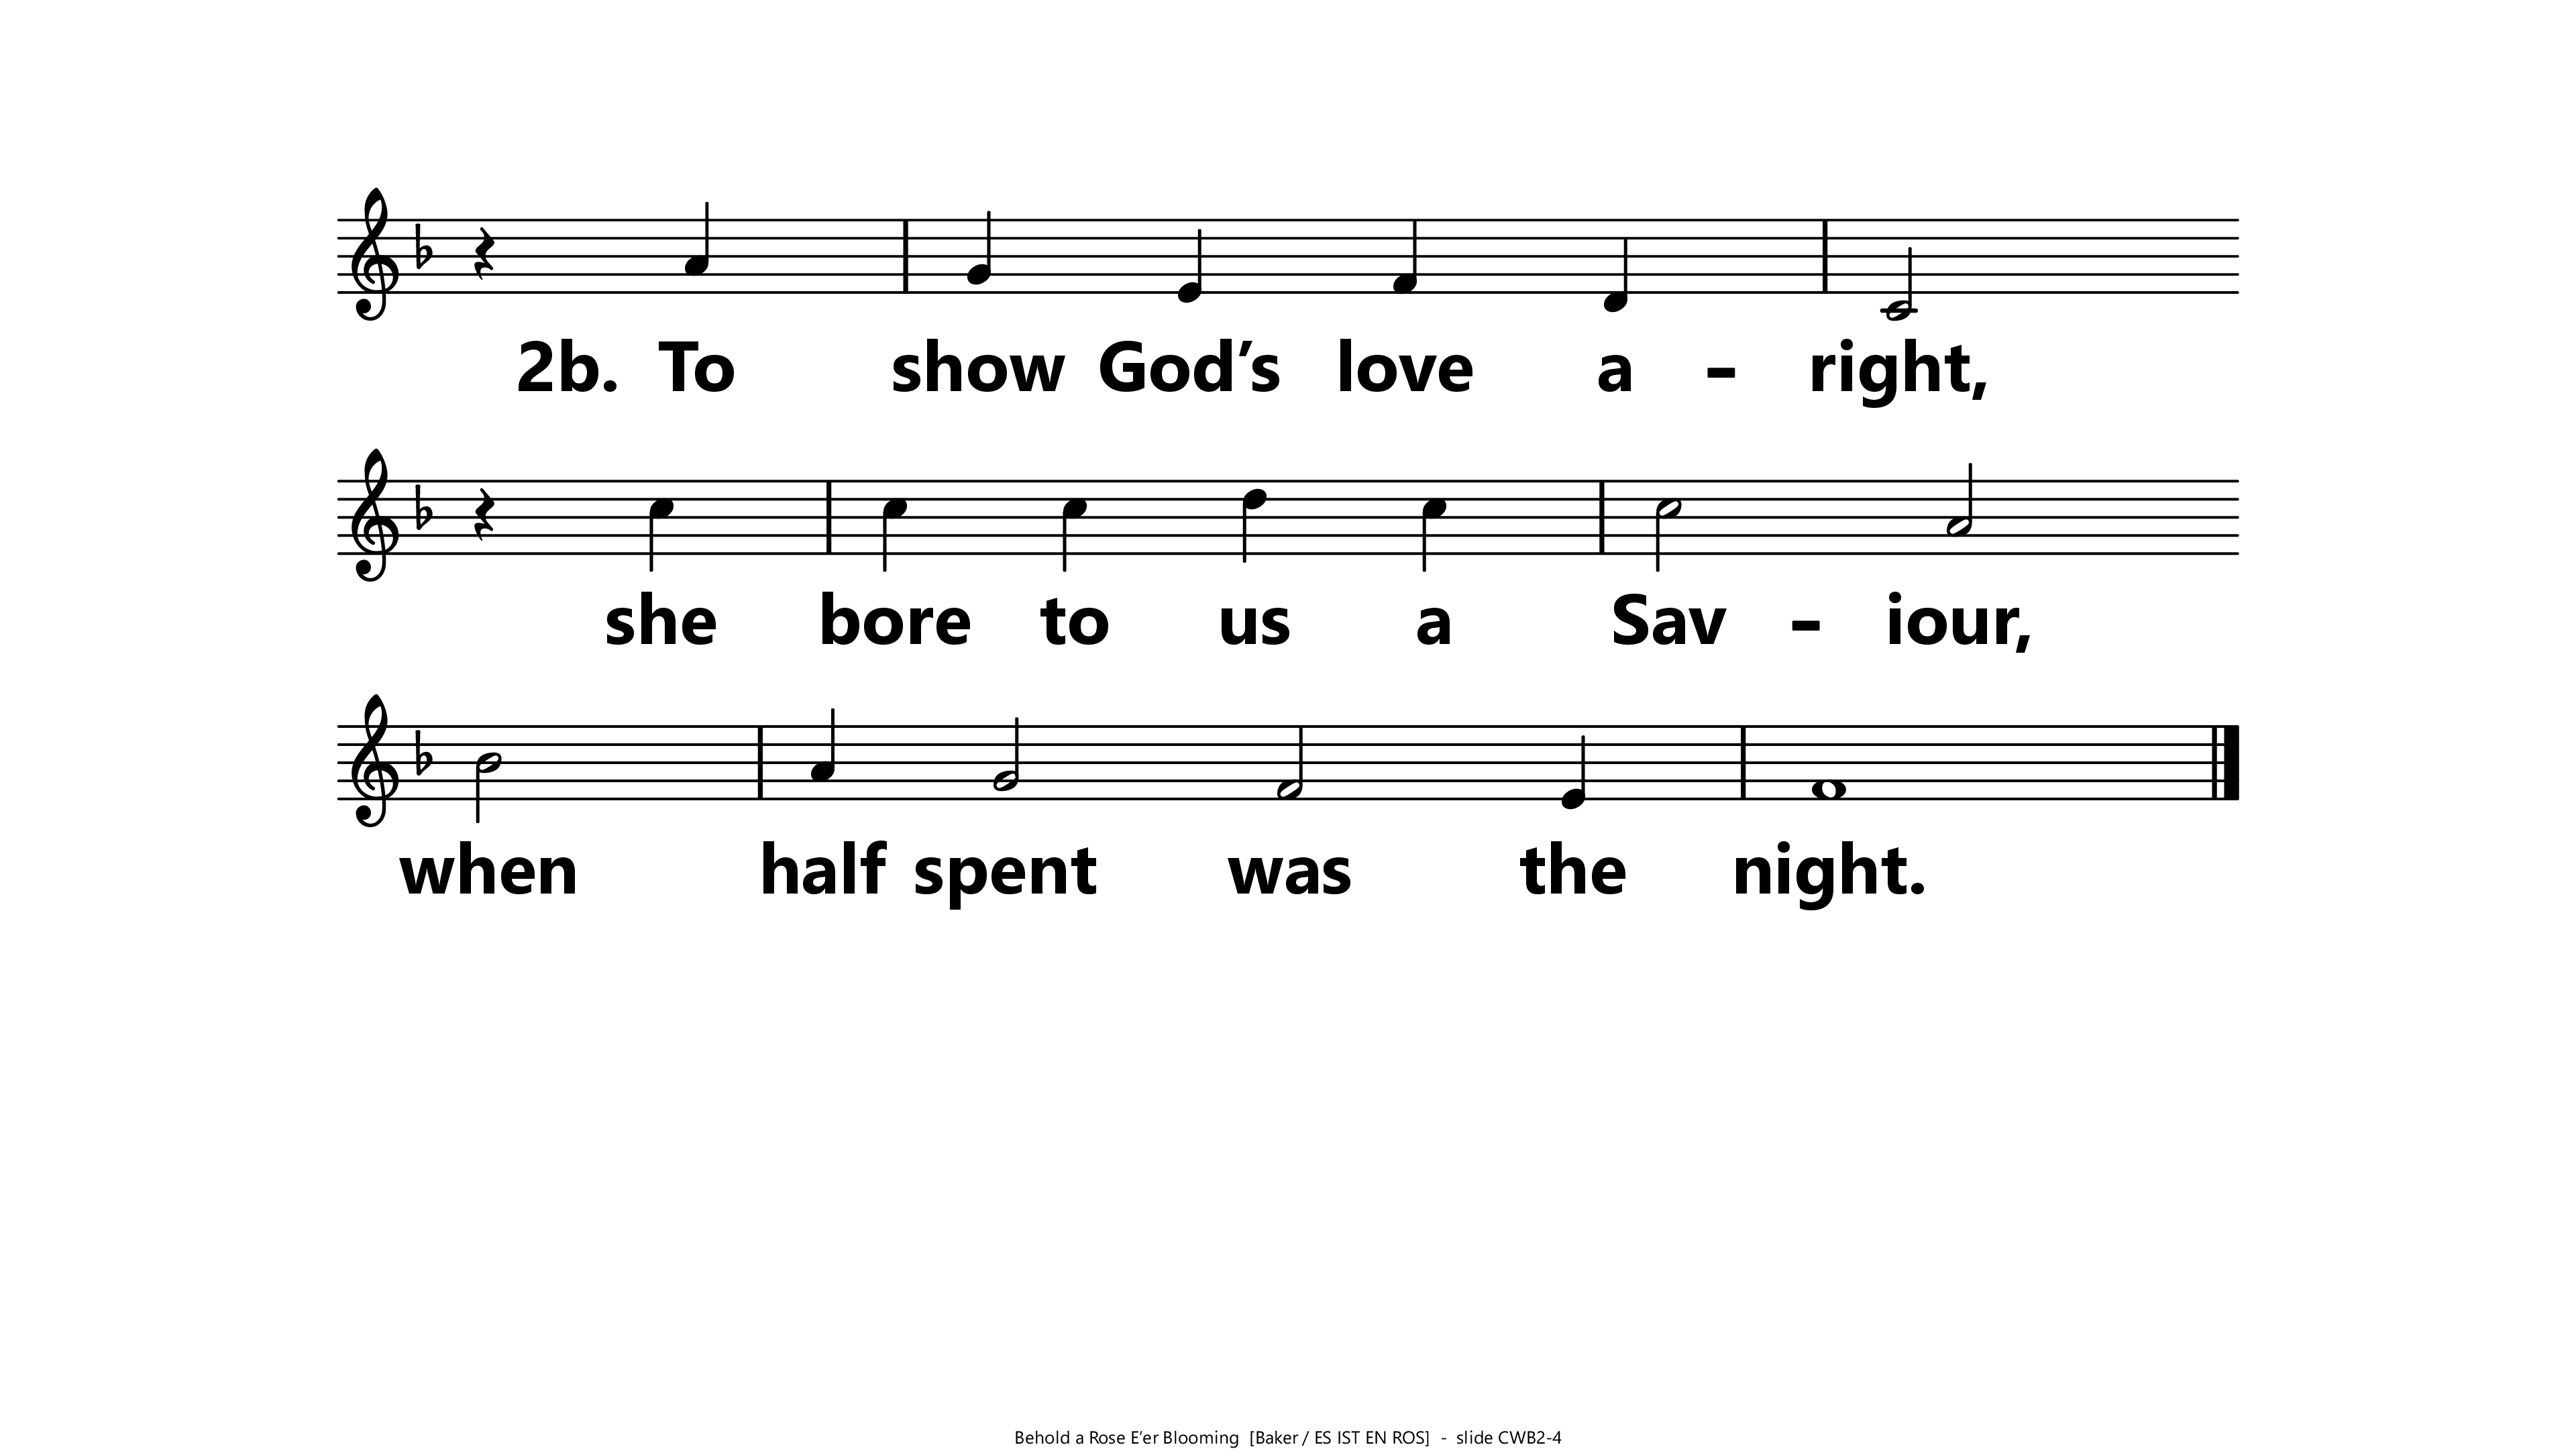 2b. To show God’s love a - right,
she bore to us a Sav - iour,
when half spent was the night.
Behold a Rose E’er Blooming [Baker / ES IST EN ROS] - slide CWB2-4